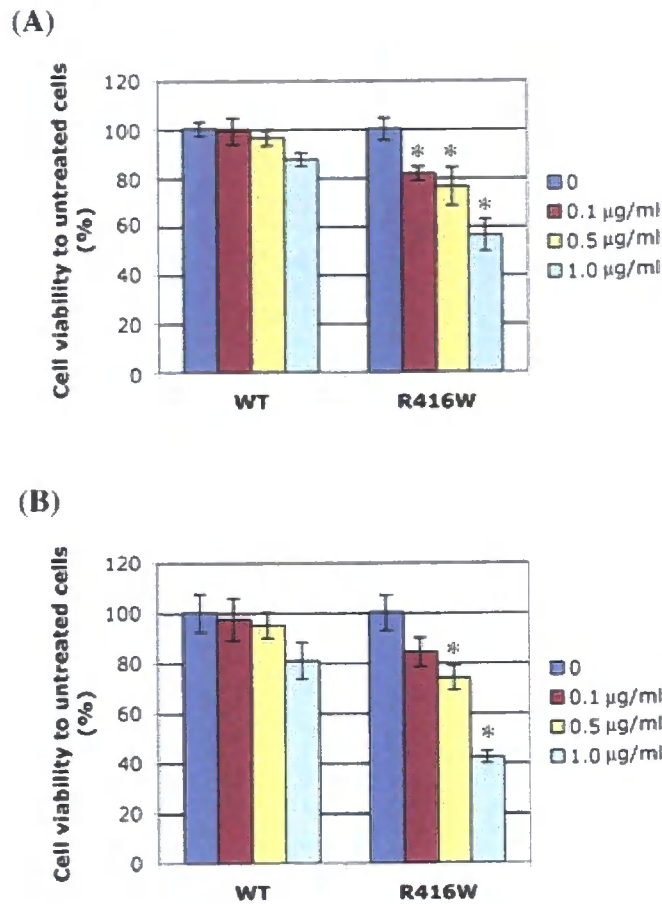 (A)
Cell viability to untreated cells
(%)
120
100
80
60
40
20
0
* * *
WT R416W
0
0.1 µg/ml
0.5 µg/ml
1.0 µg/ml
(B)
Cell viability to untreated cells
(%)
120
100
80
60
40
20
0
* *
WT R416W
0
0.1 µg/ml
0.5 µg/ml
1.0 µg/ml